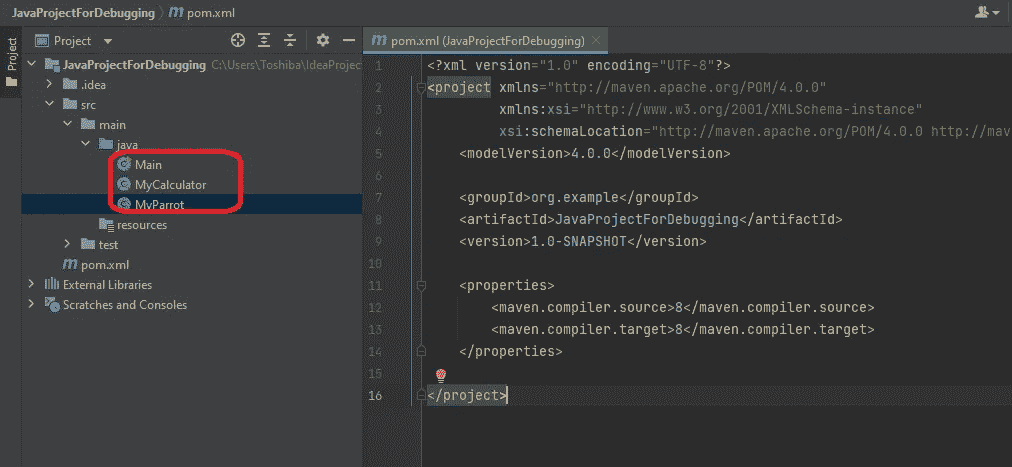 JavaProjectForDebugging > pom.xml
Project
Project
JavaProjectForDebugging C:\Users\Toshiba\IdeaProjec
.idea
src
main
java
Main
MyCalculator
MyParrot
resources
test
pom.xml
External Libraries
Scratches and Consoles
pom.xml (JavaProjectForDebugging)
1 <?xml version="1.0" encoding="UTF-8"?>
2 <project xmlns="http://maven.apache.org/POM/4.0.0"
3 xmlns:xsi="http://www.w3.org/2001/XMLSchema-instance"
4 xsi:schemaLocation="http://maven.apache.org/POM/4.0.0 http://mav
5 <modelVersion>4.0.0</modelVersion>
6
7 <groupId>org.example</groupId>
8 <artifactId>JavaProjectForDebugging</artifactId>
9 <version>1.0-SNAPSHOT</version>
10
11 <properties>
12 <maven.compiler.source>8</maven.compiler.source>
13 <maven.compiler.target>8</maven.compiler.target>
14 </properties>
15
16 </project>